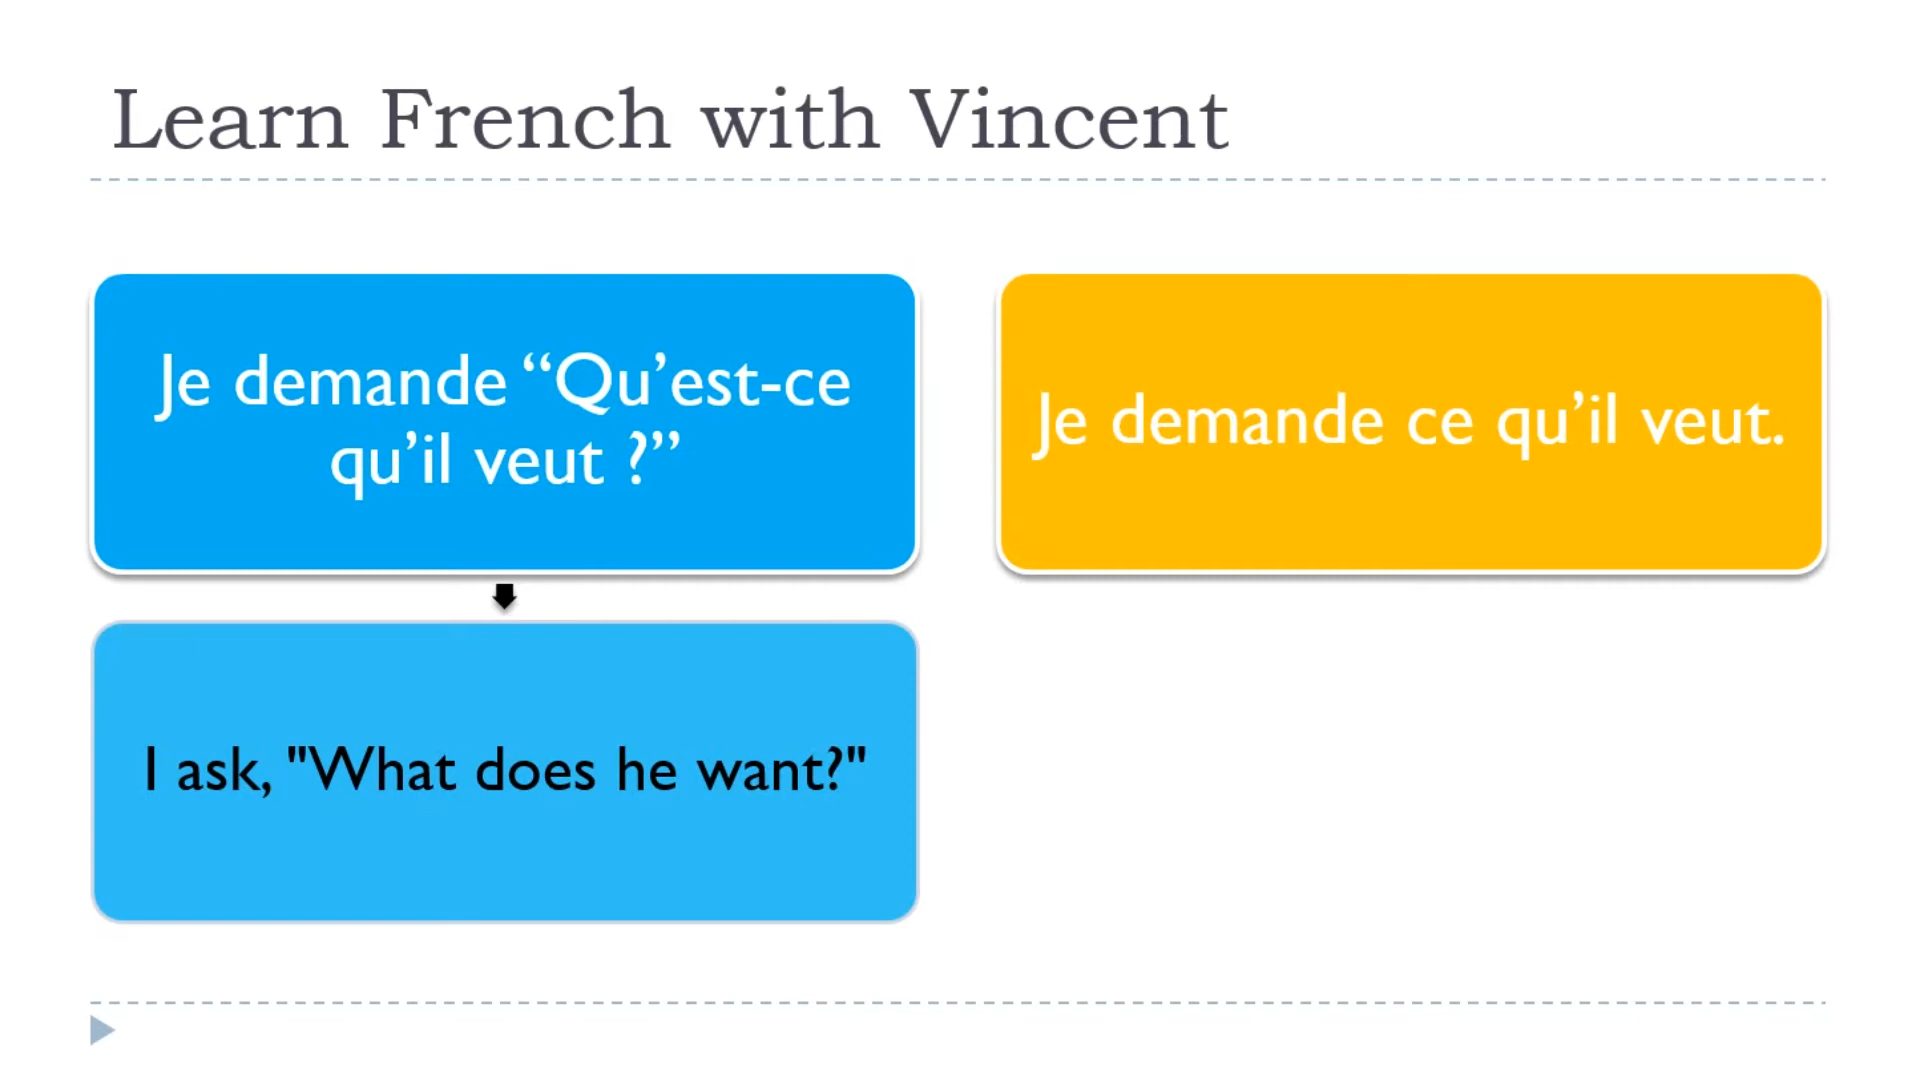 Learn French with Vincent
Je demande “Qu’est-ce
qu’il veut ?”
Je demande ce qu’il veut.
I ask, "What does he want?"